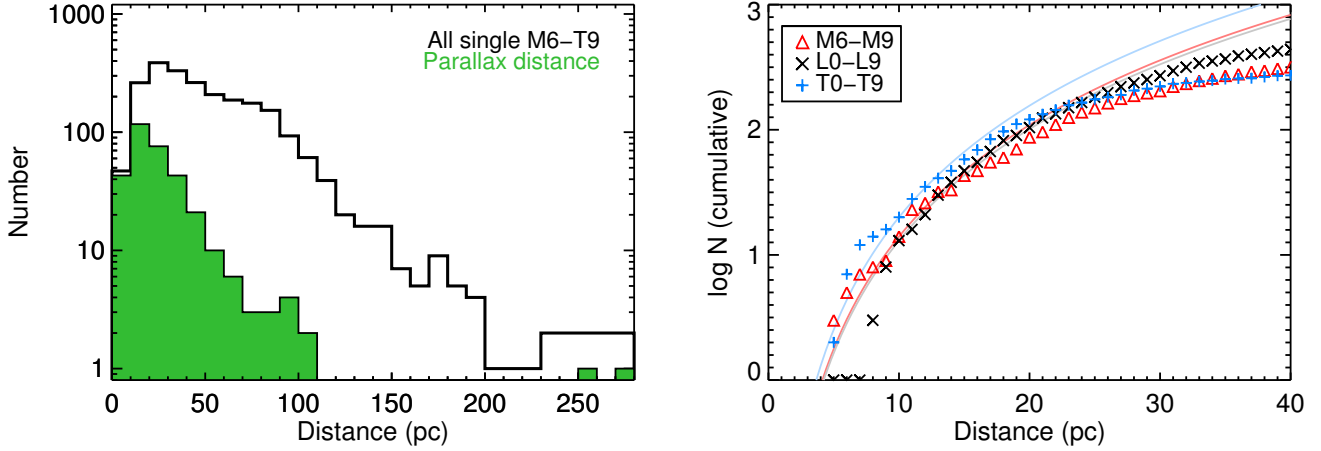 1000
100
10
1
Number
All single M6−T9
Parallax distance
0 50 100 150 200 250
Distance (pc)
3
2
1
0
log N (cumulative)
M6−M9
L0−L9
T0−T9
0 10 20 30 40
Distance (pc)